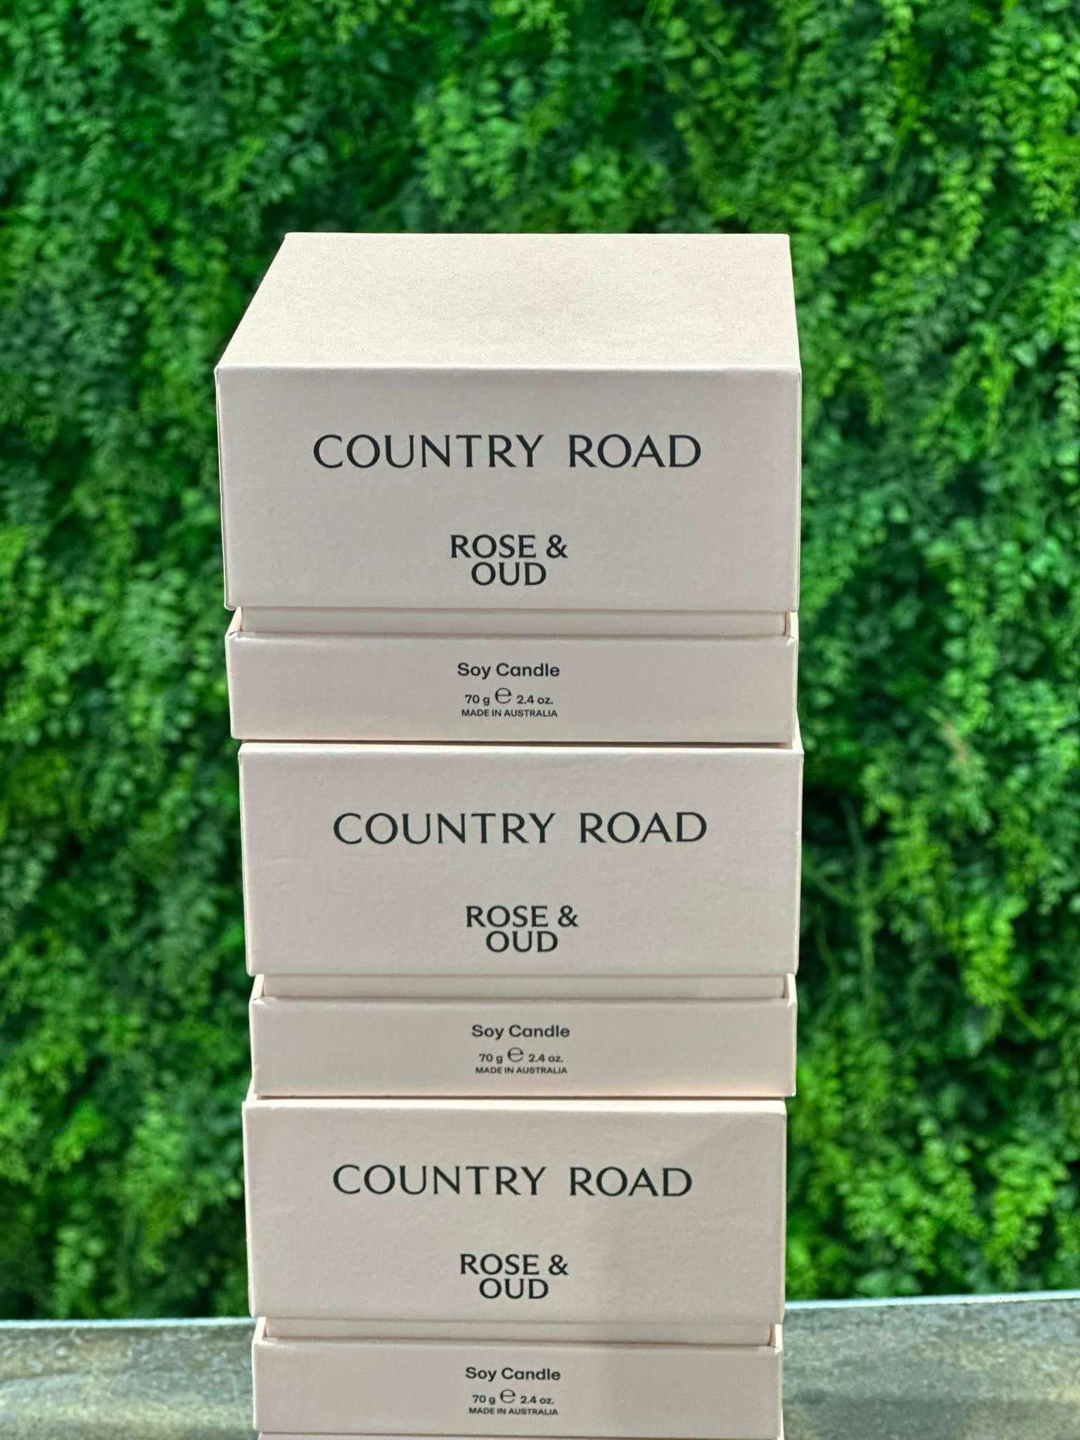 COUNTRY ROAD
ROSE &
OUD
Soy Candle
70 g ℮ 2.4 oz.
MADE IN AUSTRALIA
COUNTRY ROAD
ROSE &
OUD
Soy Candle
70 g ℮ 2.4 oz.
MADE IN AUSTRALIA
COUNTRY ROAD
ROSE &
OUD
Soy Candle
70 g ℮ 2.4 oz.
MADE IN AUSTRALIA